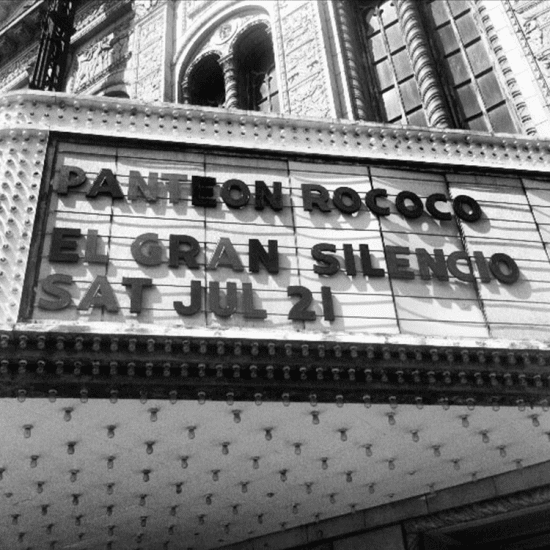 PANTEON ROCOCO
EL GRAN SILENCIO
SAT JUL 21